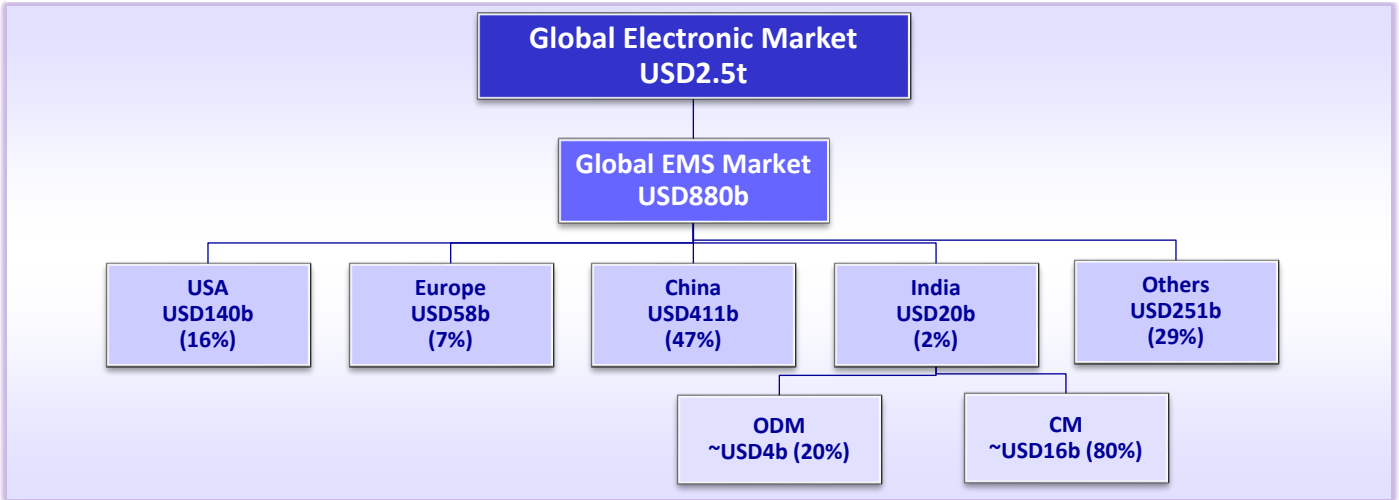 Global Electronic Market
USD2.5t
Global EMS Market
USD880b
USA
USD140b
(16%)
Europe
USD58b
(7%)
China
USD411b
(47%)
India
USD20b
(2%)
Others
USD251b
(29%)
ODM
~USD4b (20%)
CM
~USD16b (80%)